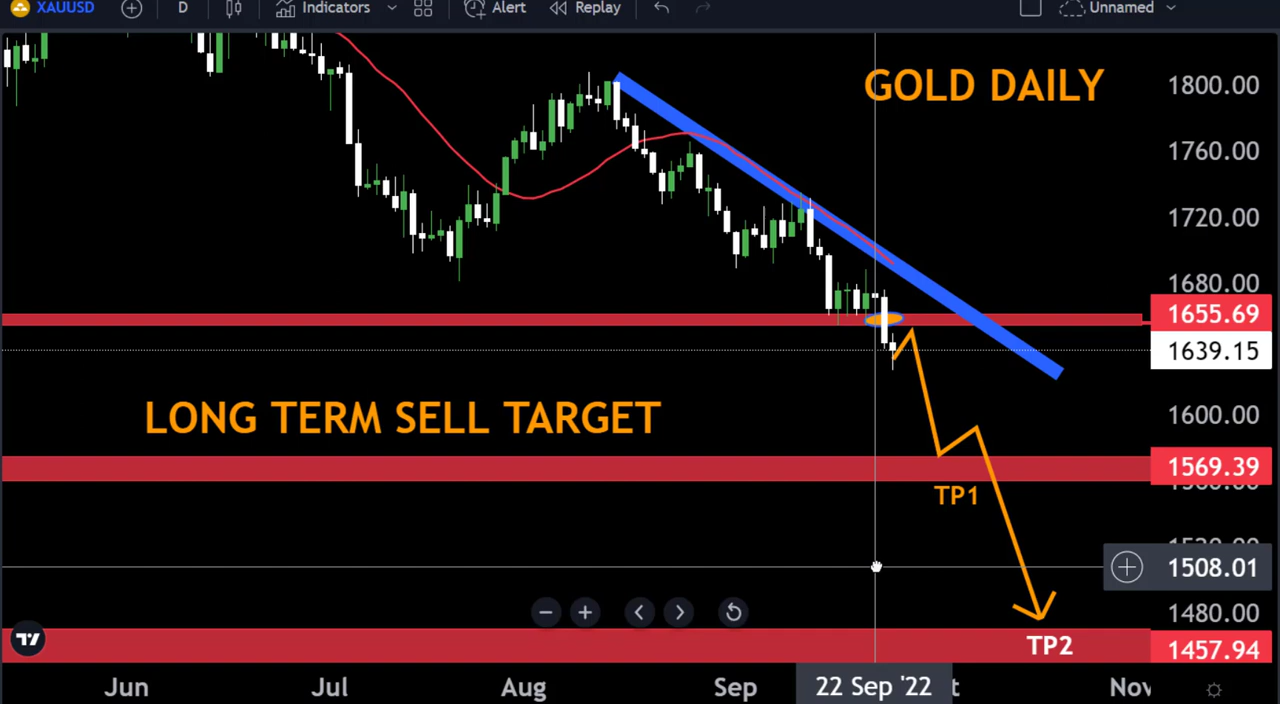 XAUUSD D Indicators Alert Replay Unnamed
GOLD DAILY
1800.00
1760.00
1720.00
1680.00
1655.69
1639.15
LONG TERM SELL TARGET
1600.00
1569.39
TP1
1508.01
1480.00
TP2
1457.94
Jun Jul Aug Sep 22 Sep '22 Nov